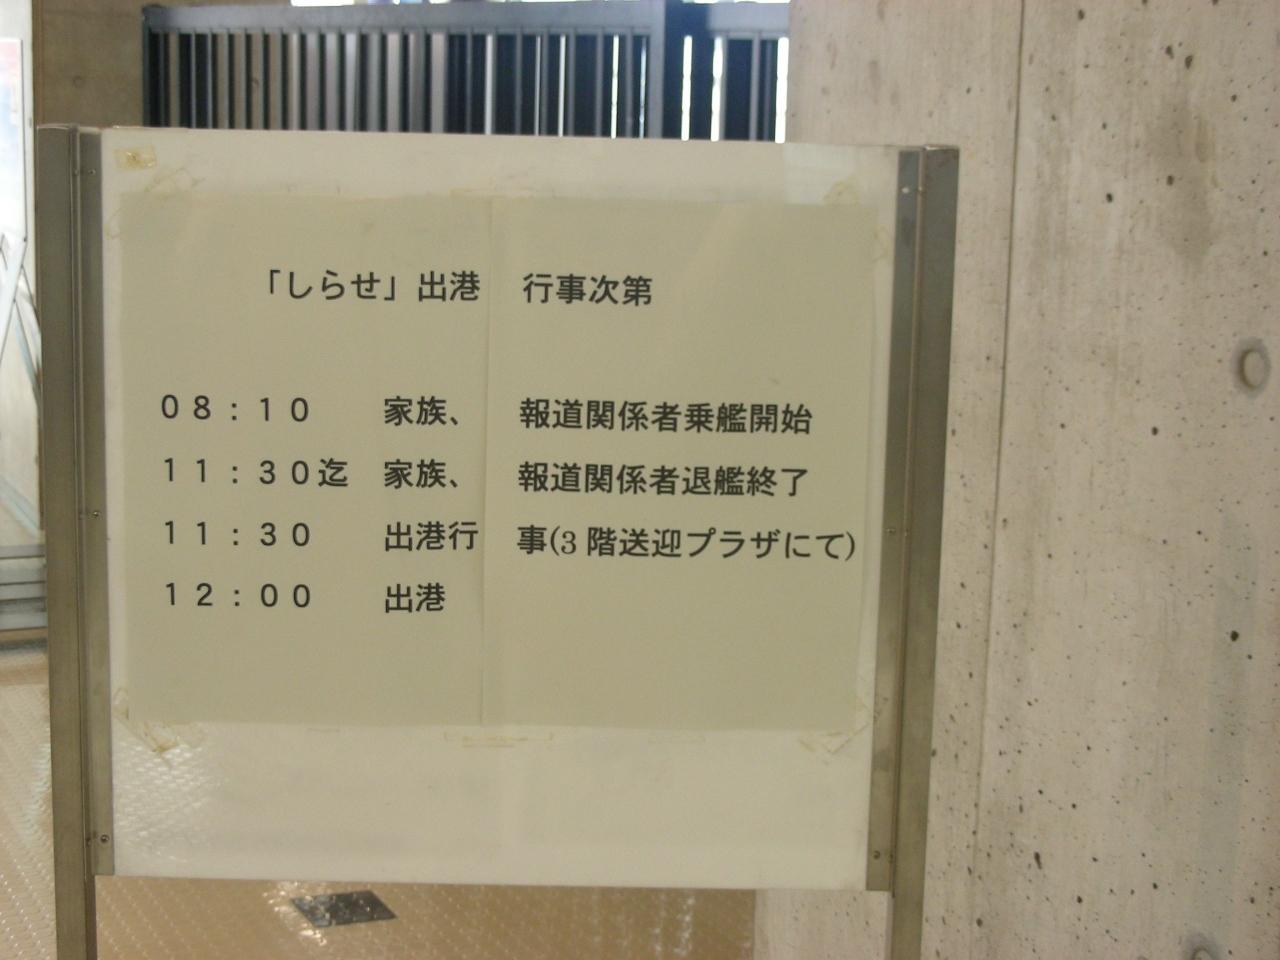 「しらせ」出港 行事次第
08：10 家族、報道関係者乗艦開始
11：30迄 家族、報道関係者退艦終了
11：30 出港行事(3階送迎プラザにて)
12：00 出港